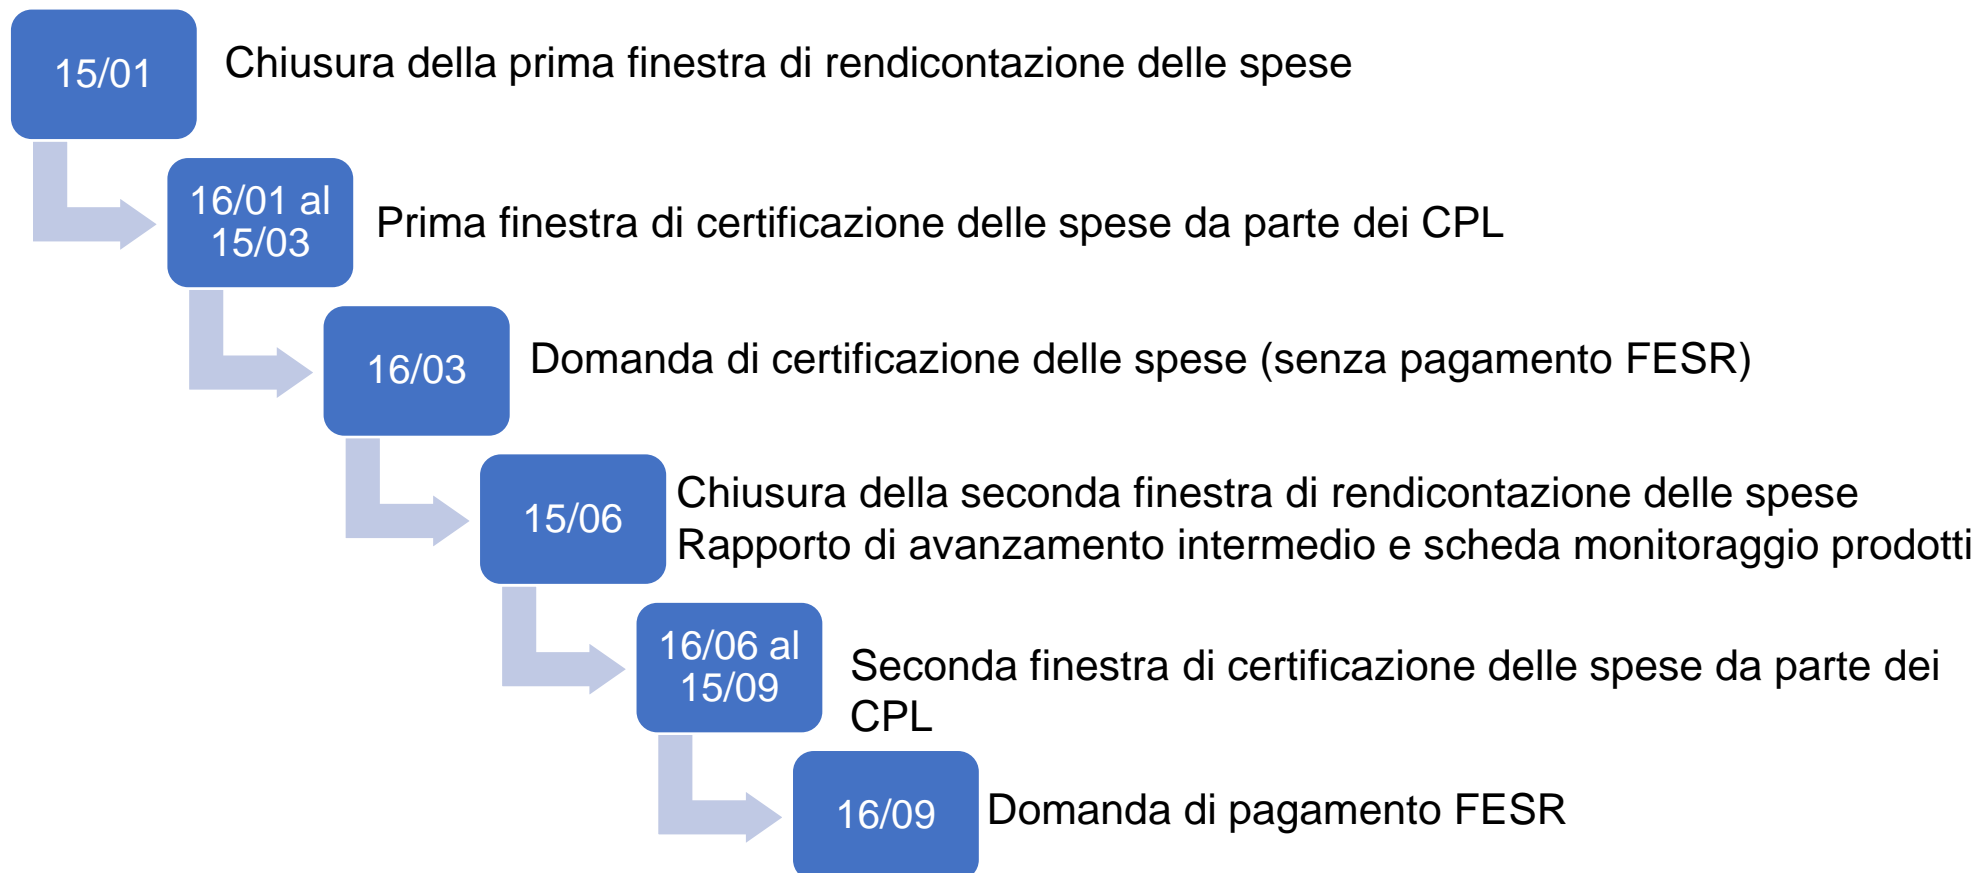 15/01
Chiusura della prima finestra di rendicontazione delle spese
16/01 al
15/03
Prima finestra di certificazione delle spese da parte dei CPL
16/03
Domanda di certificazione delle spese (senza pagamento FESR)
15/06
Chiusura della seconda finestra di rendicontazione delle spese
Rapporto di avanzamento intermedio e scheda monitoraggio prodotti
16/06 al
15/09
Seconda finestra di certificazione delle spese da parte dei
CPL
16/09
Domanda di pagamento FESR